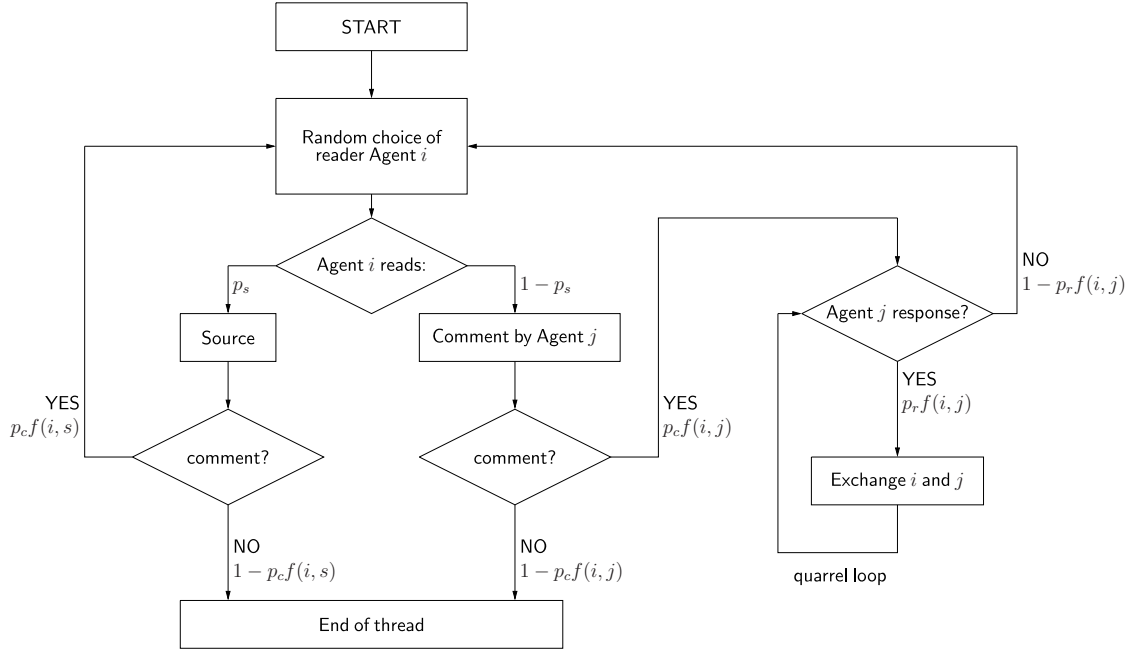 START
Random choice of
reader Agent i
Agent i reads:
p_s
1 − p_s
Source
Comment by Agent j
comment?
comment?
YES
p_c f(i, s)
NO
1 − p_c f(i, s)
YES
p_c f(i, j)
NO
1 − p_c f(i, j)
End of thread
Agent j response?
NO
1 − p_r f(i, j)
YES
p_r f(i, j)
Exchange i and j
quarrel loop